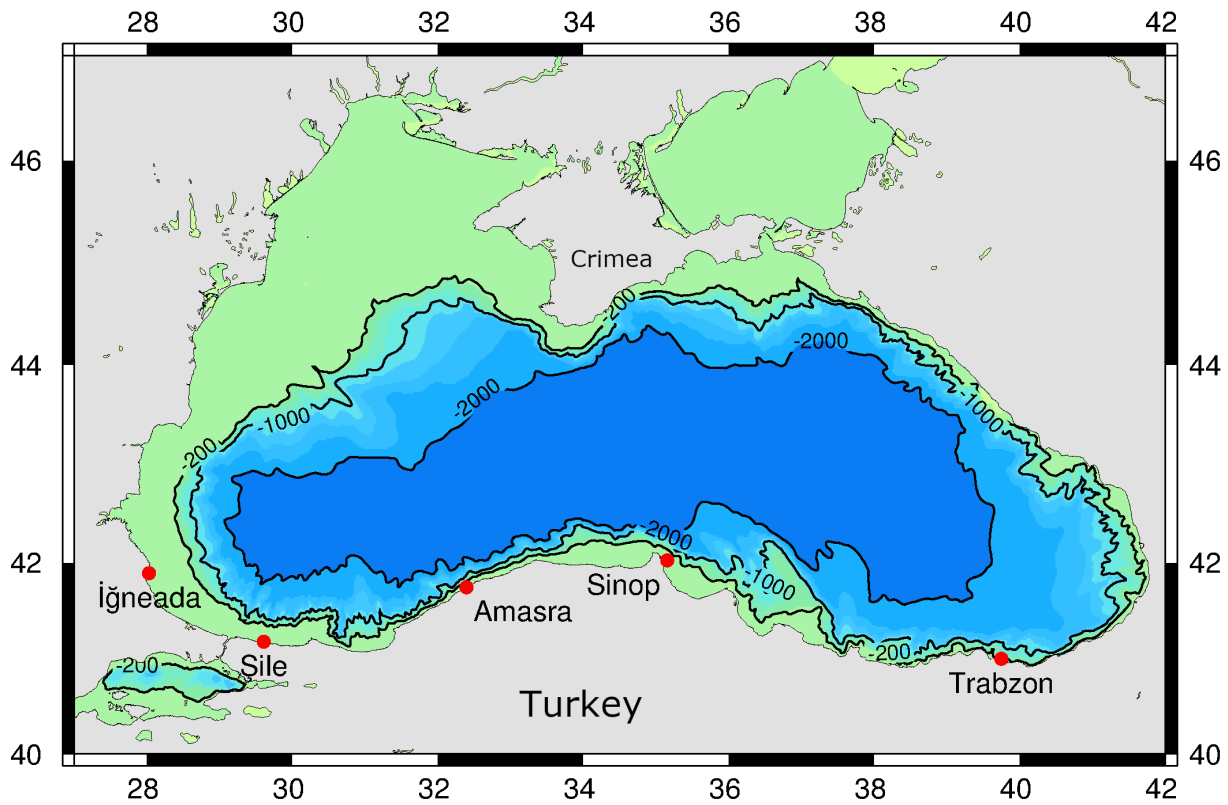 28 30 32 34 36 38 40 42
46 46
Crimea
-200
44 -2000 44
-2000
-1000
-1000
-200
42 -2000 42
İğneada Sinop -1000
Amasra
-200 Sile -200
Trabzon
Turkey
40 40
28 30 32 34 36 38 40 42